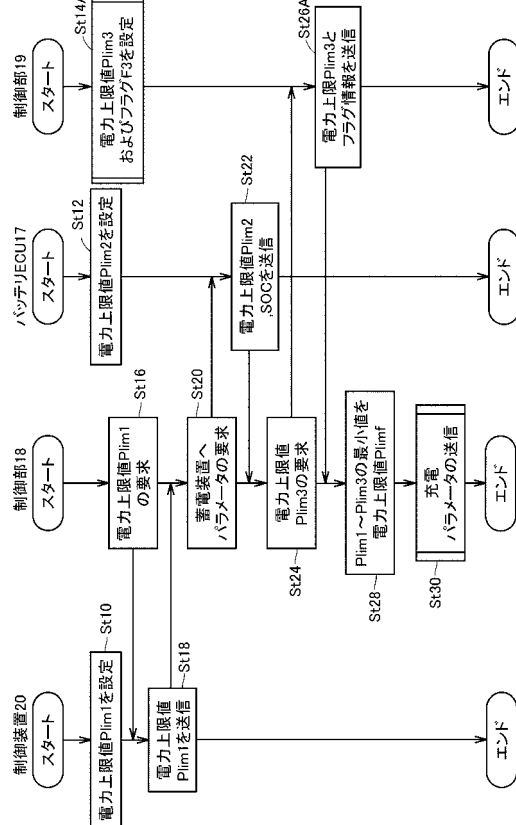 制御装置20
スタート
電力上限値Plim1を設定
St10
電力上限値
Plim1を送信
St18
エンド
制御部18
スタート
電力上限値Plim1
の要求
St16
蓄電装置へ
パラメータの要求
St20
電力上限値
Plim3の要求
St24
Plim1～Plim3の最小値を
電力上限値Plimf
St28
充電
パラメータの送信
St30
エンド
バッテリECU17
スタート
電力上限値Plim2を設定
St12
電力上限値Plim2
,SOCを送信
St22
エンド
制御部19
スタート
電力上限値Plim3
およびフラグF3を設定
St14A
電力上限Plim3と
フラグ情報を送信
St26A
エンド